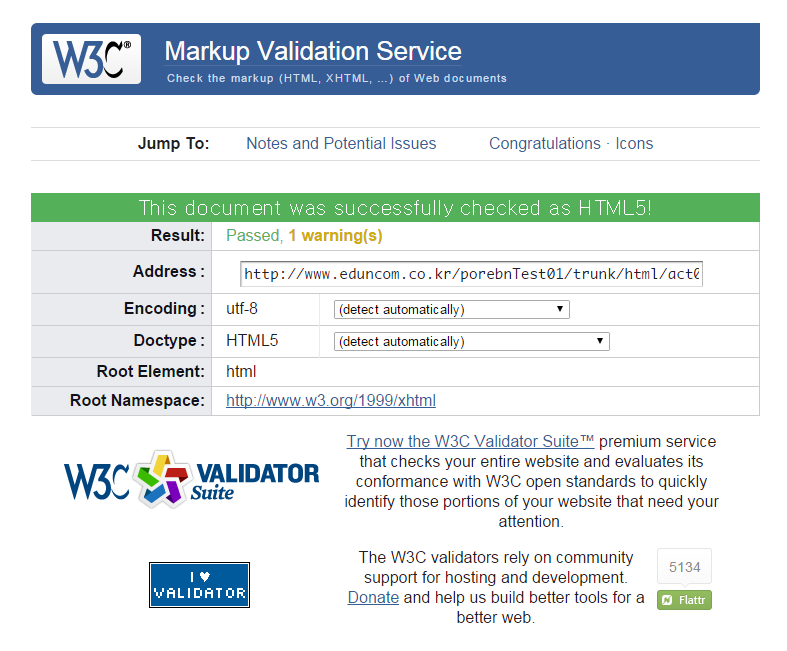 W3C®
Markup Validation Service
Check the markup (HTML, XHTML, …) of Web documents
Jump To: Notes and Potential Issues Congratulations · Icons
This document was successfully checked as HTML5!
Result: Passed, 1 warning(s)
Address : http://www.eduncom.co.kr/porebnTest01/trunk/html/act0
Encoding : utf-8 (detect automatically)
Doctype : HTML5 (detect automatically)
Root Element: html
Root Namespace: http://www.w3.org/1999/xhtml
W3C VALIDATOR
Suite
Try now the W3C Validator Suite™ premium service
that checks your entire website and evaluates its
conformance with W3C open standards to quickly
identify those portions of your website that need your
attention.
I ♥
VALIDATOR
The W3C validators rely on community
support for hosting and development.
Donate and help us build better tools for a
better web.
5134
Flattr